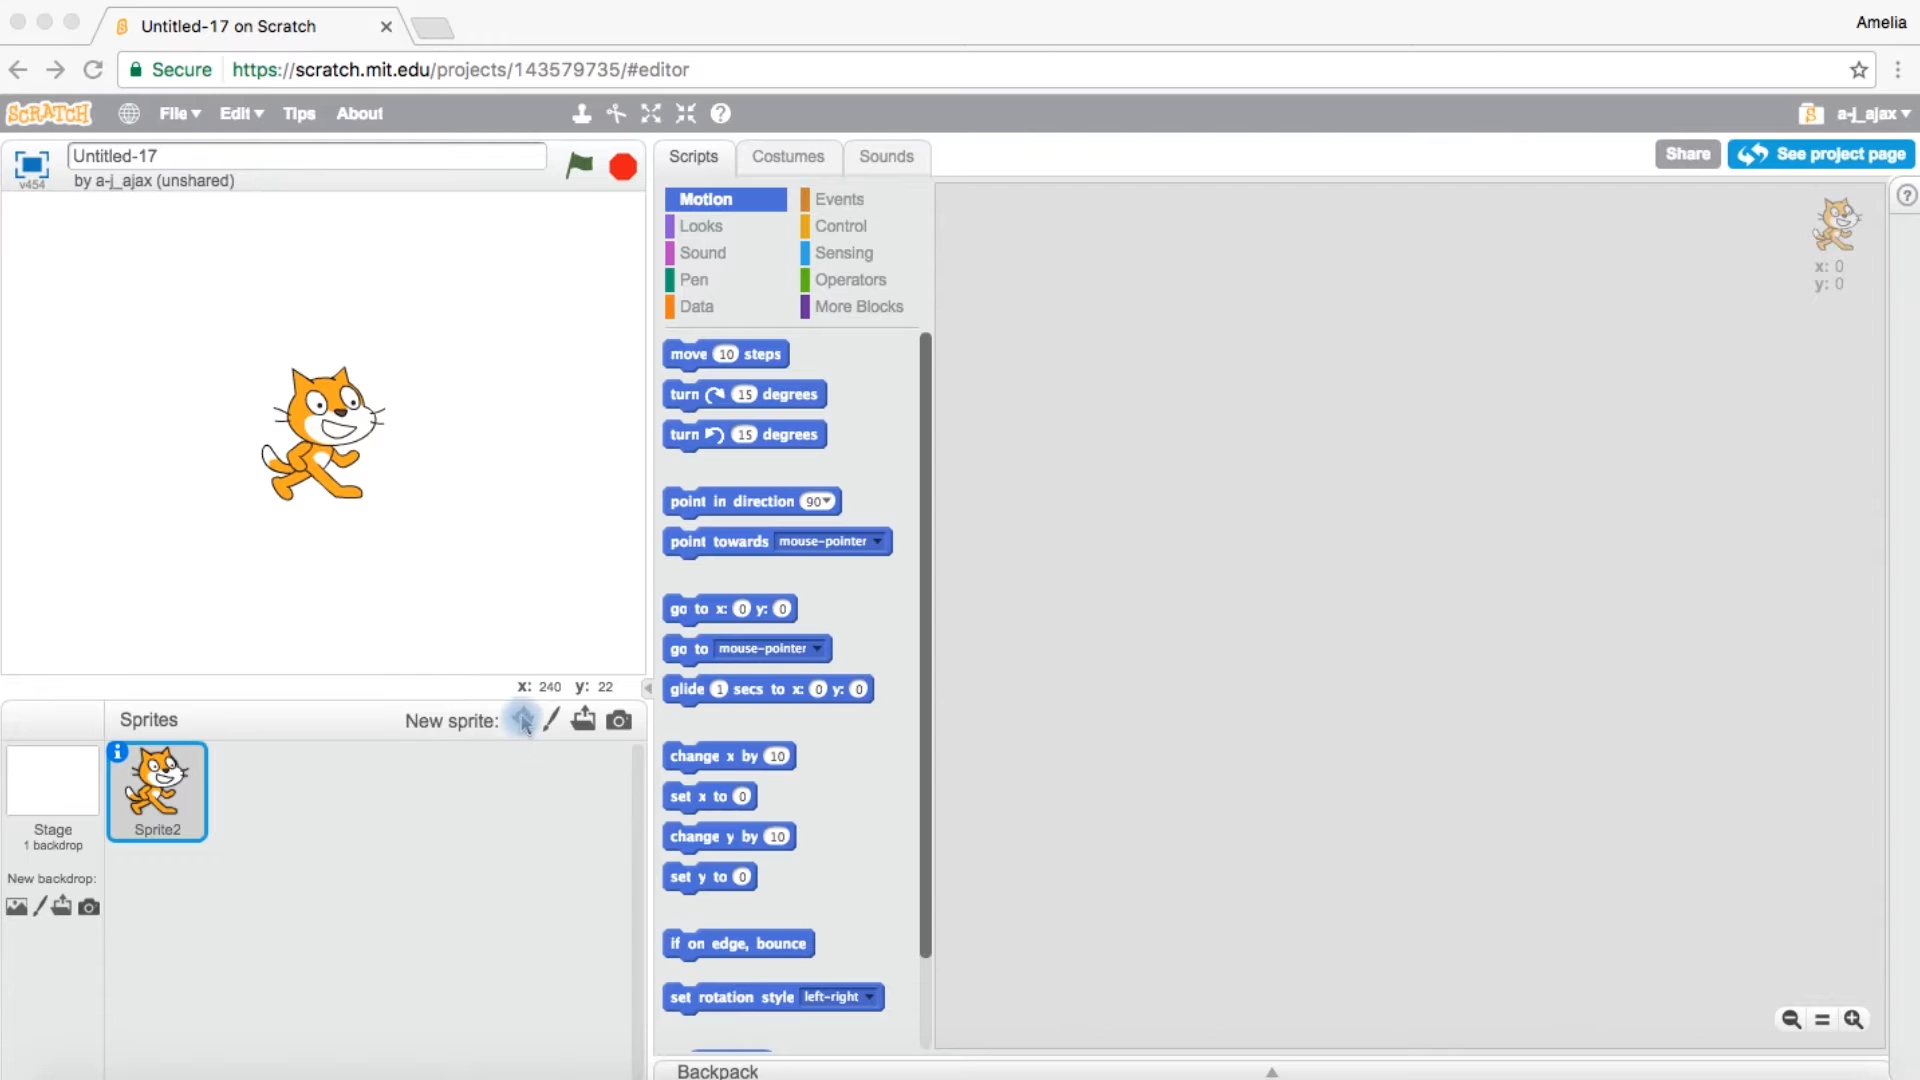 Untitled-17 on Scratch
Amelia
Secure
https://scratch.mit.edu/projects/143579735/#editor
SCRATCH
File
Edit
Tips
About
a-j_ajax
v454
Untitled-17
by a-j_ajax (unshared)
Scripts
Costumes
Sounds
Share
See project page
Motion
Looks
Sound
Pen
Data
Events
Control
Sensing
Operators
More Blocks
x: 0
y: 0
move 10 steps
turn 15 degrees
turn 15 degrees
point in direction 90
point towards mouse-pointer
go to x: 0 y: 0
go to mouse-pointer
glide 1 secs to x: 0 y: 0
change x by 10
set x to 0
change y by 10
set y to 0
if on edge, bounce
set rotation style left-right
x: 240 y: 22
Sprites
New sprite:
Sprite2
Stage
1 backdrop
New backdrop:
Backpack